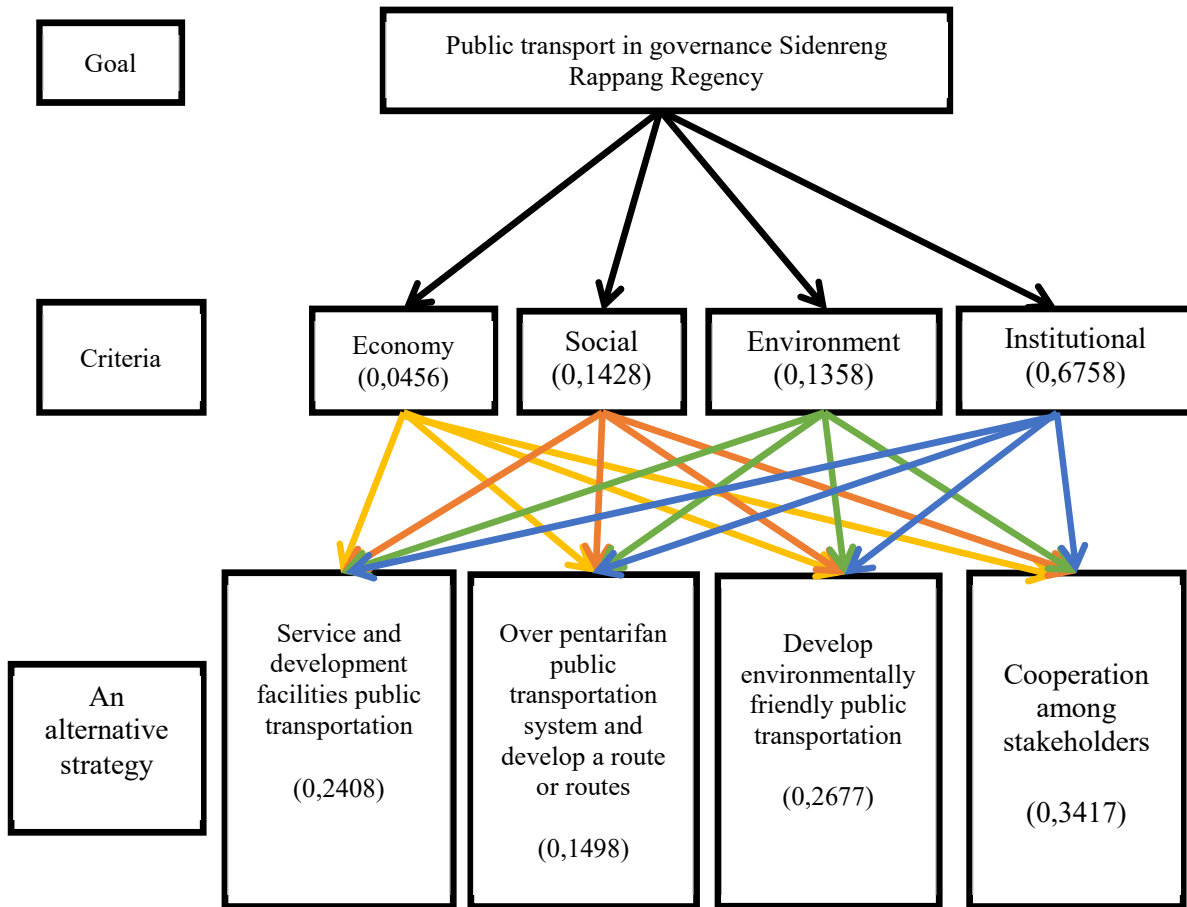 Goal
Public transport in governance Sidenreng
Rappang Regency
Criteria
Economy
(0,0456)
Social
(0,1428)
Environment
(0,1358)
Institutional
(0,6758)
An
alternative
strategy
Service and
development
facilities public
transportation
(0,2408)
Over pentarifan
public
transportation
system and
develop a route
or routes
(0,1498)
Develop
environmentally
friendly public
transportation
(0,2677)
Cooperation
among
stakeholders
(0,3417)